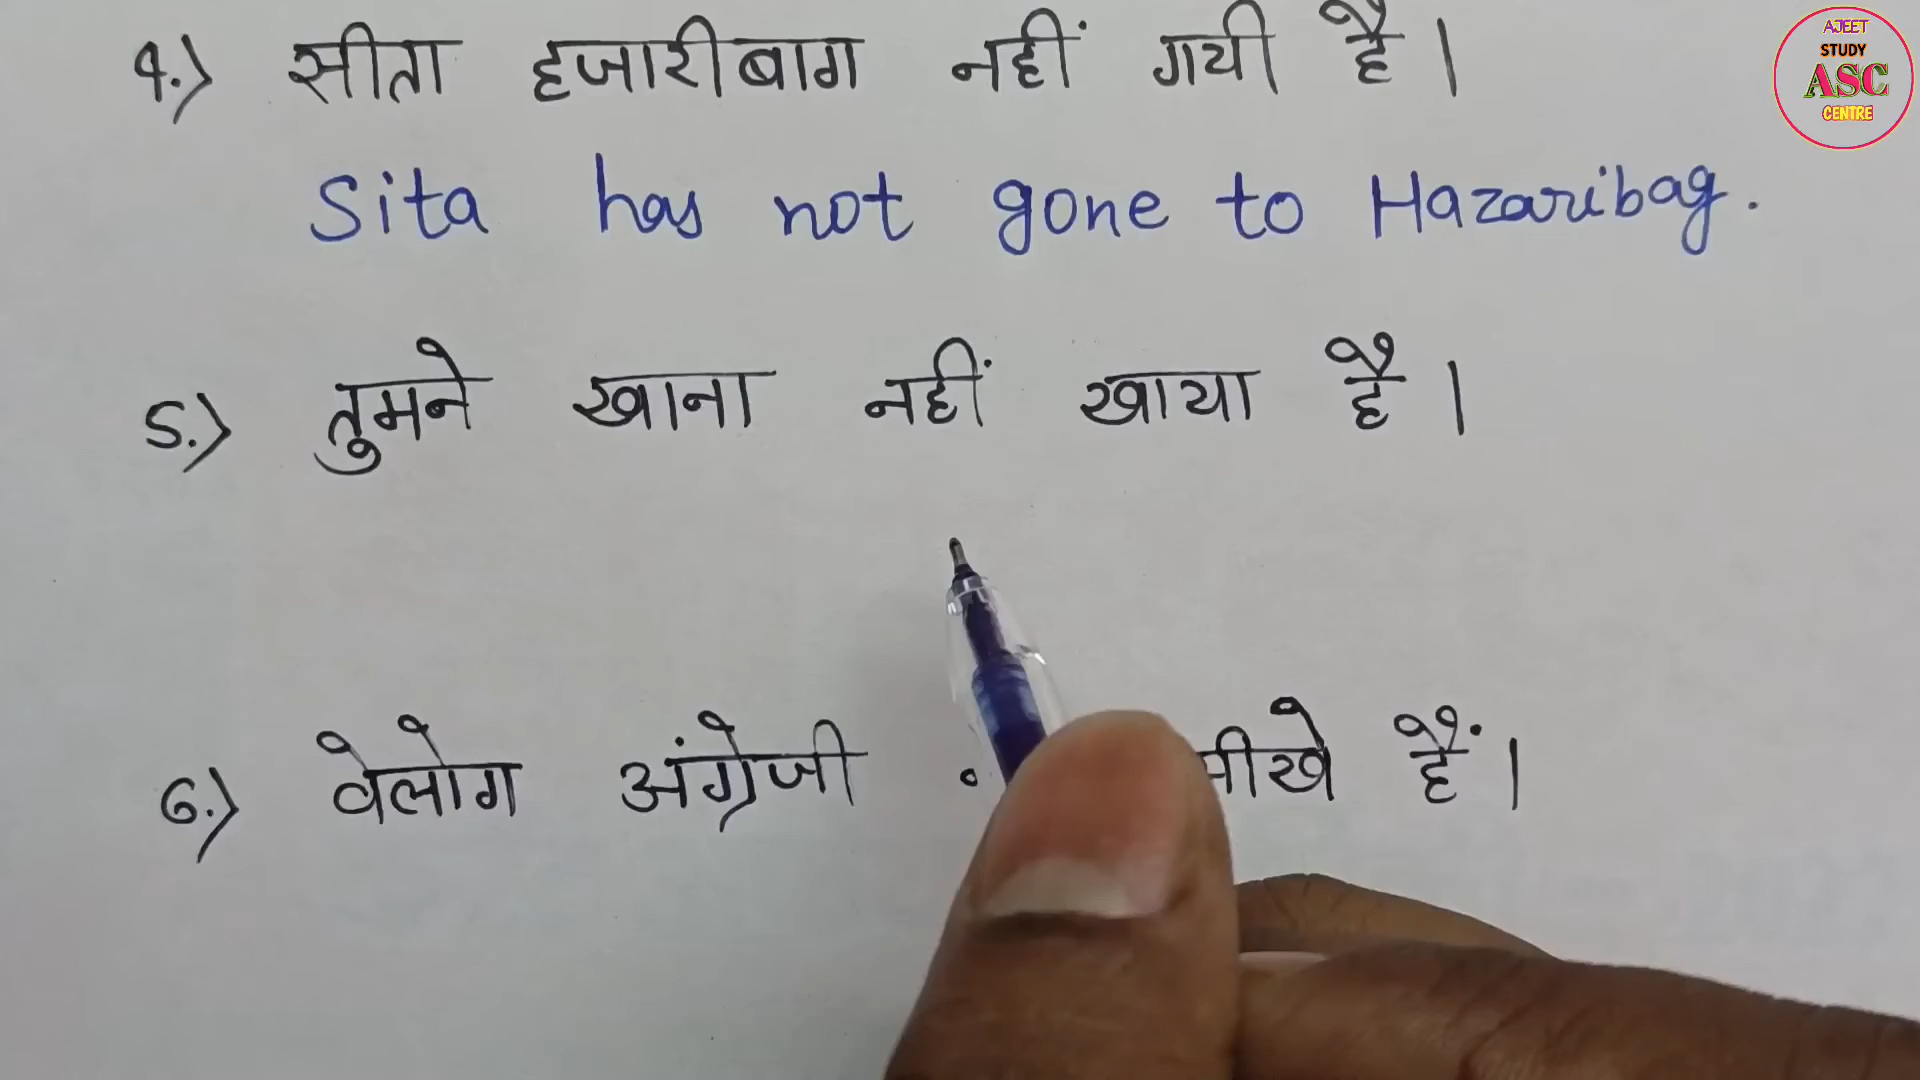 4.) सीता हजारीबाग नहीं गयी है।
Sita has not gone to Hazaribag.
5.) तुमने खाना नहीं खाया है।
6.) वेलोग अंग्रेजी हैं।
AJEET
STUDY
ASC
CENTRE